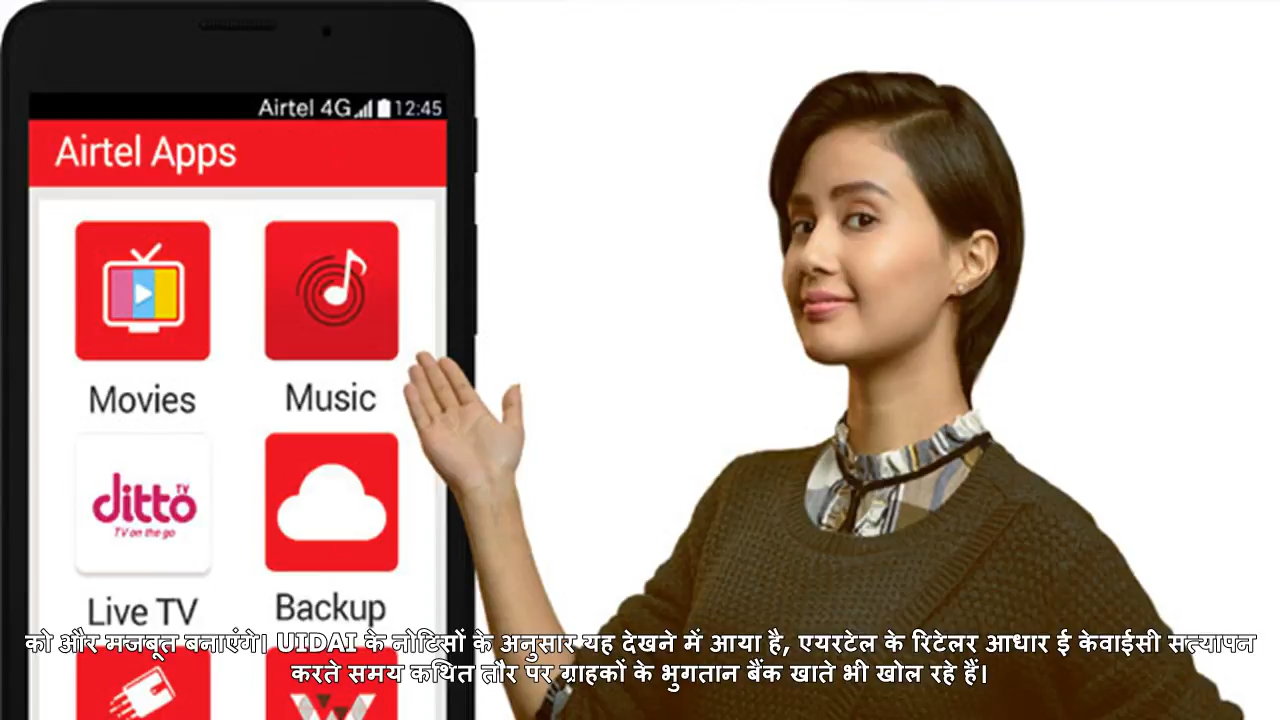 Airtel 4G 12:45
Airtel Apps
Movies
Music
ditto TV
TV on the go
Live TV
Backup
को और मजबूत बनाएंगे। UIDAI के नोटिसों के अनुसार यह देखने में आया है, एयरटेल के रिटेलर आधार ई केवाईसी सत्यापन
करते समय कथित तौर पर ग्राहकों के भुगतान बैंक खाते भी खोल रहे हैं।